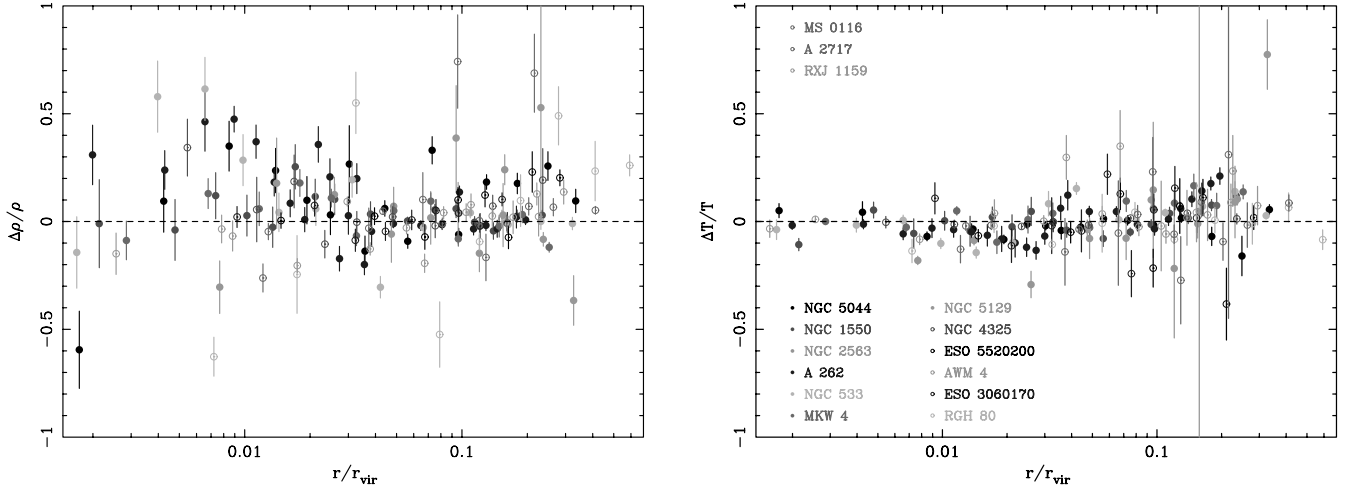 1
0.5
0
−0.5
−1
Δρ/ρ
0.01
0.1
r/r_vir
1
0.5
0
−0.5
−1
ΔT/T
0.01
0.1
r/r_vir
MS 0116
A 2717
RXJ 1159
NGC 5044
NGC 1550
NGC 2563
A 262
NGC 533
MKW 4
NGC 5129
NGC 4325
ESO 5520200
AWM 4
ESO 3060170
RGH 80